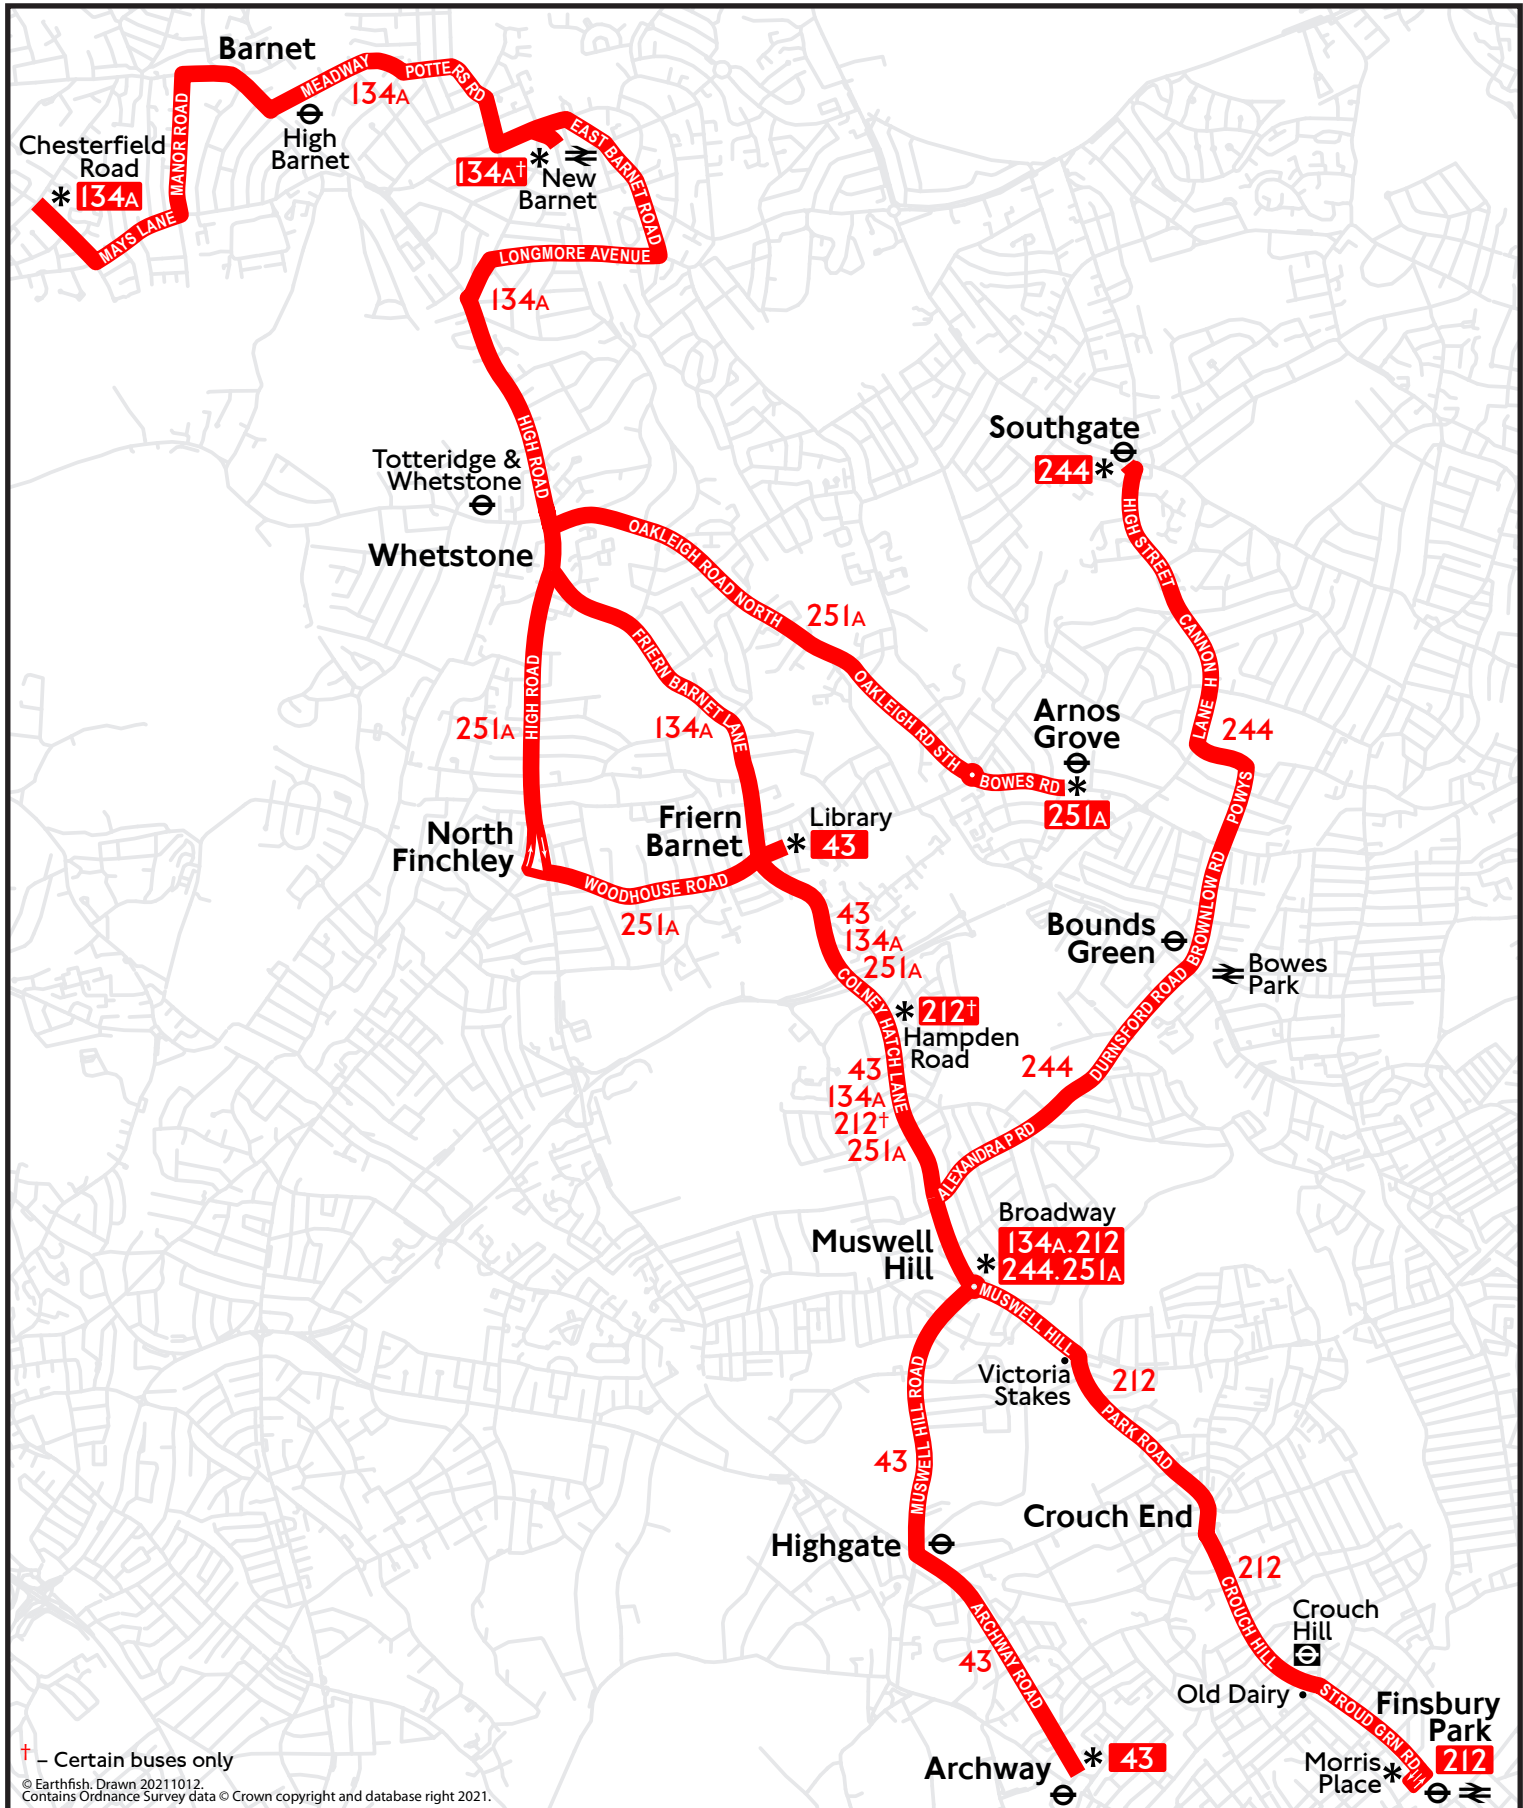 Barnet
MEADWAY
POTTERS RD
134A
High
Barnet
Chesterfield
Road
* 134A
MANOR ROAD
MAYS LANE
134A†
*
New
Barnet
EAST BARNET ROAD
LONGMORE AVENUE
134A
HIGH ROAD
Totteridge &
Whetstone
Whetstone
Southgate
244 *
HIGH STREET
CANNON H
LANE
244
POWYS
OAKLEIGH ROAD NORTH
251A
OAKLEIGH RD STH
BOWES RD
Arnos
Grove
*
251A
HIGH ROAD
251A
FRIERN BARNET LANE
134A
North
Finchley
Friern
Barnet
Library
* 43
WOODHOUSE ROAD
251A
43
134A
251A
COLNEY HATCH LANE
* 212†
Hampden
Road
43
134A
212†
251A
Bounds
Green
BROWNLOW RD
Bowes
Park
DURNSFORD ROAD
244
ALEXANDRA P RD
Muswell
Hill
Broadway
* 134A.212
244.251A
MUSWELL HILL
Victoria
Stakes
212
PARK ROAD
MUSWELL HILL ROAD
43
Crouch End
Highgate
212
CROUCH HILL
Crouch
Hill
ARCHWAY ROAD
43
Old Dairy
STROUD GRN RD
Finsbury
Park
212
Morris
Place
*
Archway
* 43
† – Certain buses only
© Earthfish. Drawn 20211012.
Contains Ordnance Survey data © Crown copyright and database right 2021.